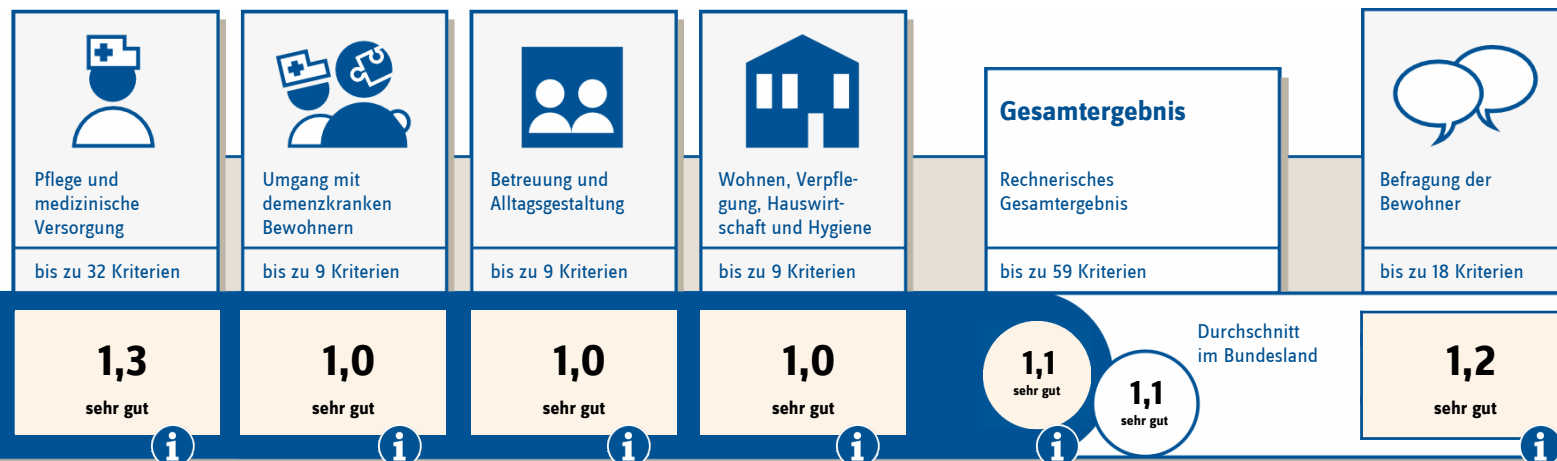 Pflege und
medizinische
Versorgung
bis zu 32 Kriterien
1,3
sehr gut
i
Umgang mit
demenzkranken
Bewohnern
bis zu 9 Kriterien
1,0
sehr gut
i
Betreuung und
Alltagsgestaltung
bis zu 9 Kriterien
1,0
sehr gut
i
Wohnen, Verpfle-
gung, Hauswirt-
schaft und Hygiene
bis zu 9 Kriterien
1,0
sehr gut
i
Gesamtergebnis
Rechnerisches
Gesamtergebnis
bis zu 59 Kriterien
1,1
sehr gut
i
Durchschnitt
im Bundesland
1,1
sehr gut
Befragung der
Bewohner
bis zu 18 Kriterien
1,2
sehr gut
i